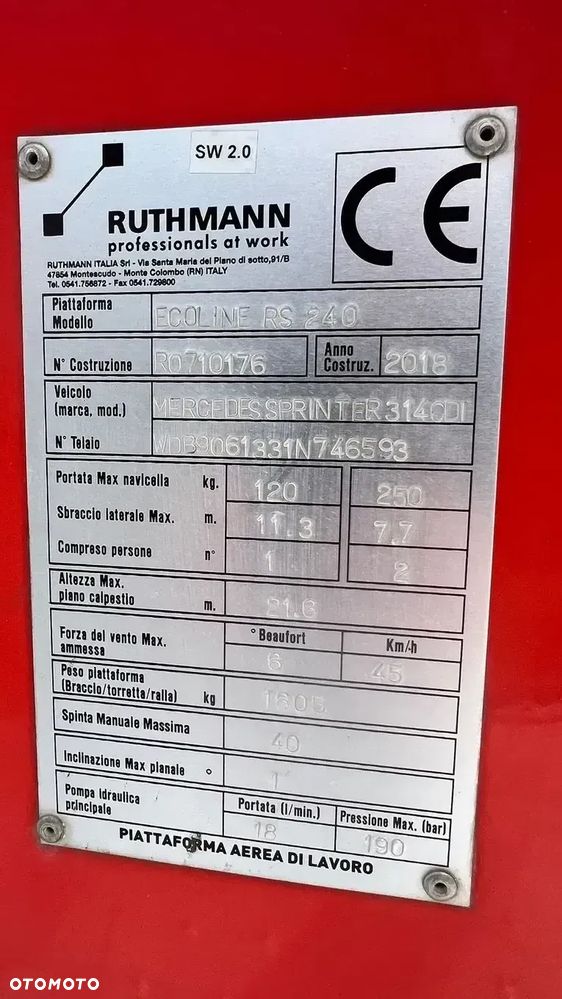 SW 2.0
CE
RUTHMANN
professionals at work
RUTHMANN ITALIA Srl - Via Santa Maria del Piano di sotto,91/B
47854 Montescudo - Monte Colombo (RN) ITALY
Tel. 0541.756872 - Fax 0541.729800
Piattaforma Modello ECOLINE RS 240
N° Costruzione R0710176 Anno Costruz. 2018
Veicolo (marca, mod.) MERCEDES SPRINTER 314CDI
N° Telaio WDB9061331N746593
Portata Max navicella kg. 120 250
Sbraccio laterale Max. m. 11.3 7.7
Compreso persone n° 1 2
Altezza Max. piano calpestio m. 21.6
Forza del vento Max. ammessa
° Beaufort Km/h
6 45
Peso piattaforma (Braccio/torretta/ralla) kg 1605
Spinta Manuale Massima 40
Inclinazione Max planale ° 1
Pompa idraulica principale
Portata (l/min.) Pressione Max. (bar)
18 190
PIATTAFORMA AEREA DI LAVORO
OTOMOTO